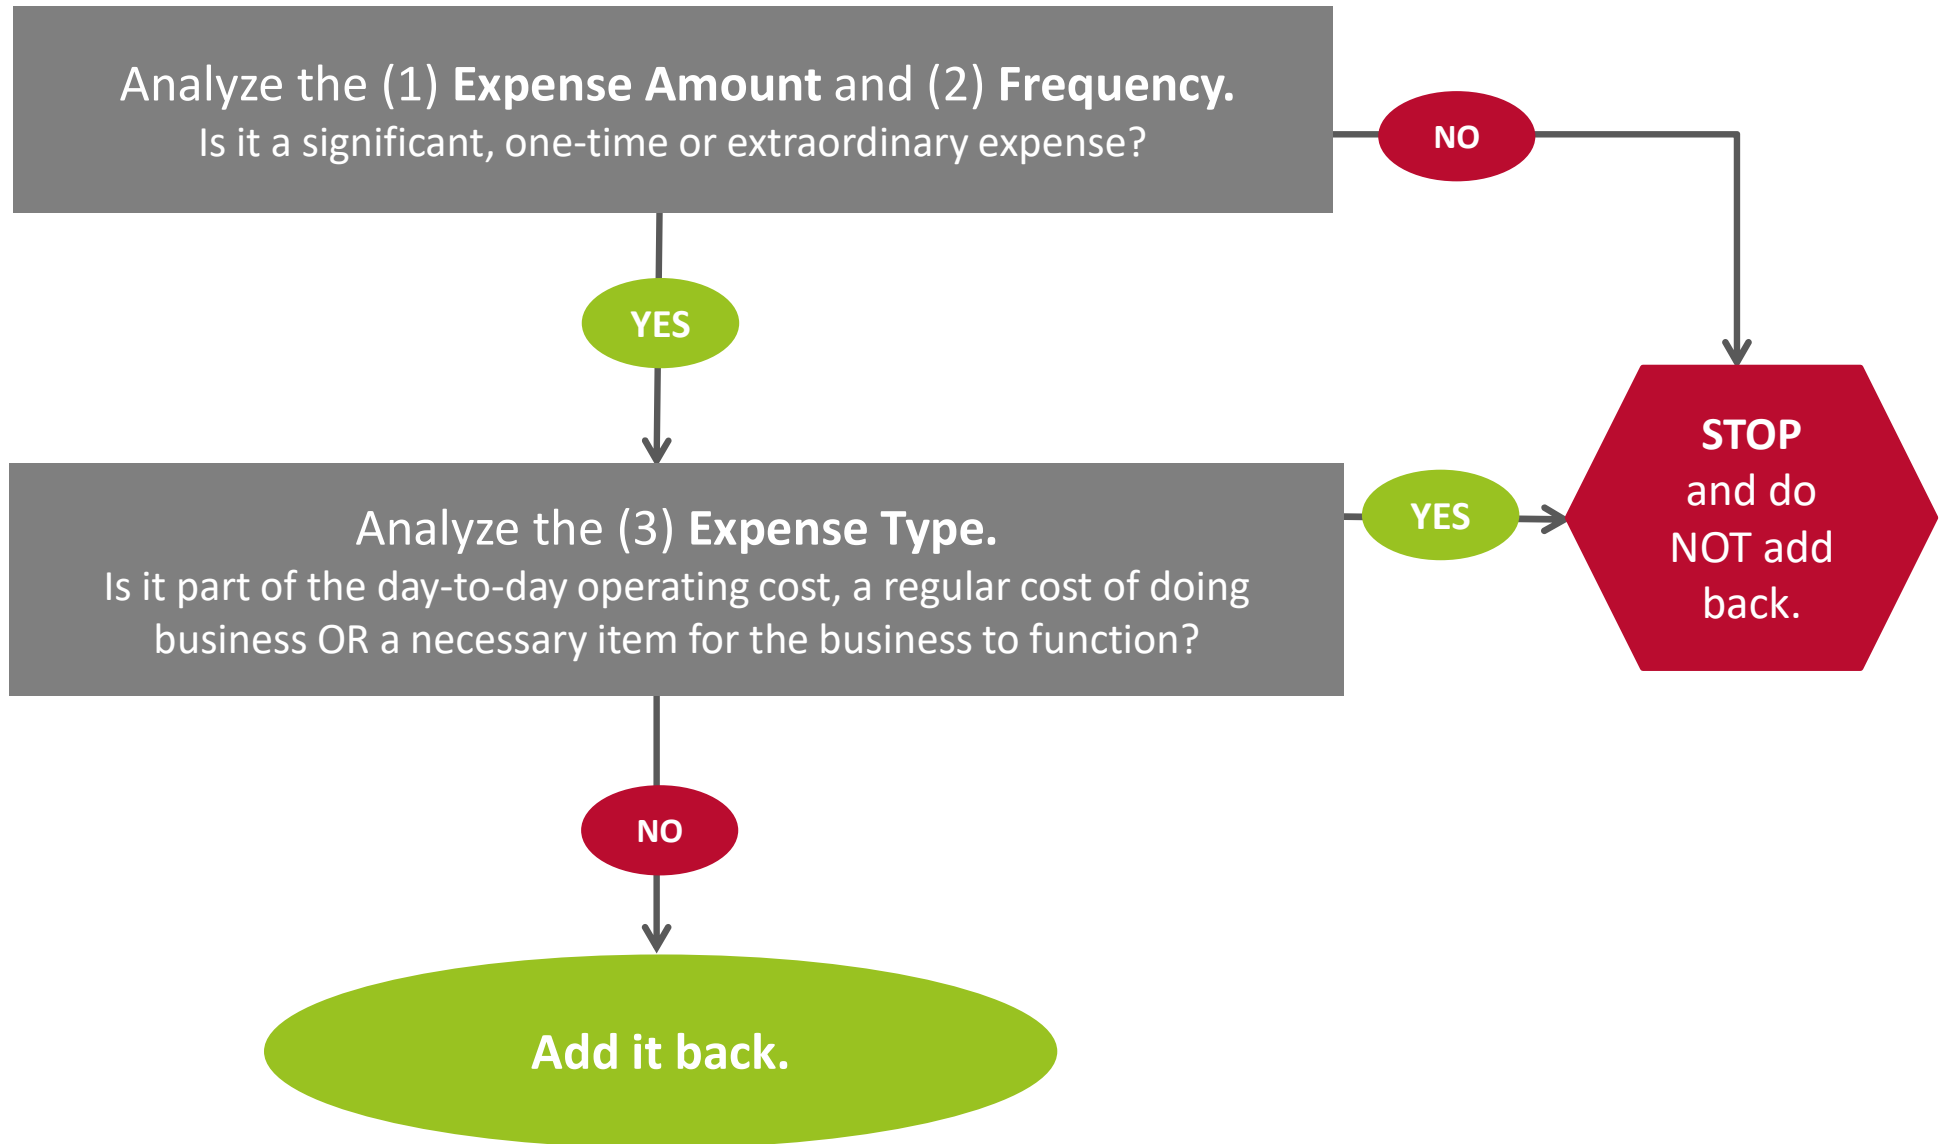 Analyze the (1) Expense Amount and (2) Frequency.
Is it a significant, one-time or extraordinary expense?
NO
YES
Analyze the (3) Expense Type.
Is it part of the day-to-day operating cost, a regular cost of doing
business OR a necessary item for the business to function?
YES
STOP
and do
NOT add
back.
NO
Add it back.